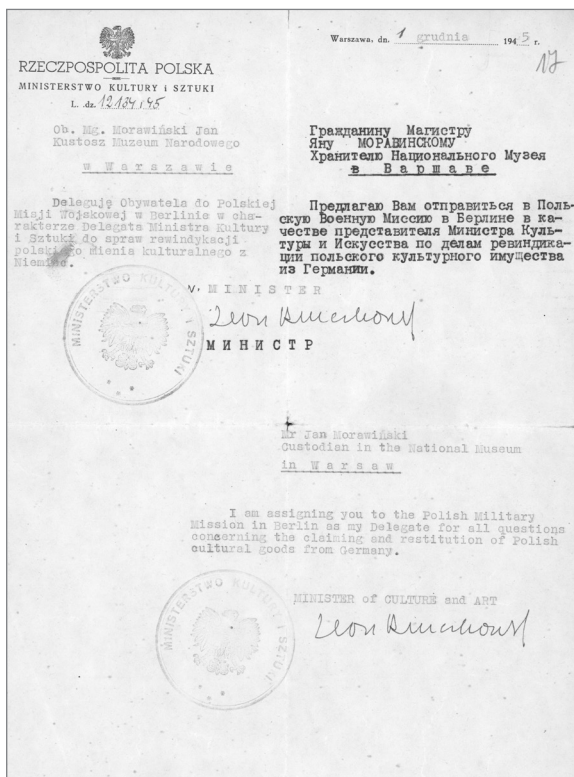 Warszawa, dn. 1 grudnia 1945 r.
17
RZECZPOSPOLITA POLSKA
MINISTERSTWO KULTURY i SZTUKI
L. dz. 12134/45
Ob. Mg. Morawiński Jan
Kustosz Muzeum Narodowego
w Warszawie
Deleguję Obywatela do Polskiej
Misji Wojskowej w Berlinie w cha-
rakterze Delegata Ministra Kultury
i Sztuki do spraw rewindykacji
polskiego mienia kulturalnego z
Niemiec.
Гражданину Магистру
Яну МОРАВИНСКОМУ
Хранителю Национального Музея
в Варшаве
Предлагаю Вам отправиться в Поль-
скую Военную Миссию в Берлине в ка-
честве представителя Министра Куль-
туры и Искусства по делам ревиндика-
ции польского культурного имущества
из Германии.
MINISTER
МИНИСТР
MINISTERSTWO KULTURY I SZTUKI
Mr Jan Morawiński
Custodian in the National Museum
in Warsaw
I am assigning you to the Polish Military
Mission in Berlin as my Delegate for all questions
concerning the claiming and restitution of Polish
cultural goods from Germany.
MINISTER of CULTURE and ART
MINISTERSTWO KULTURY I SZTUKI